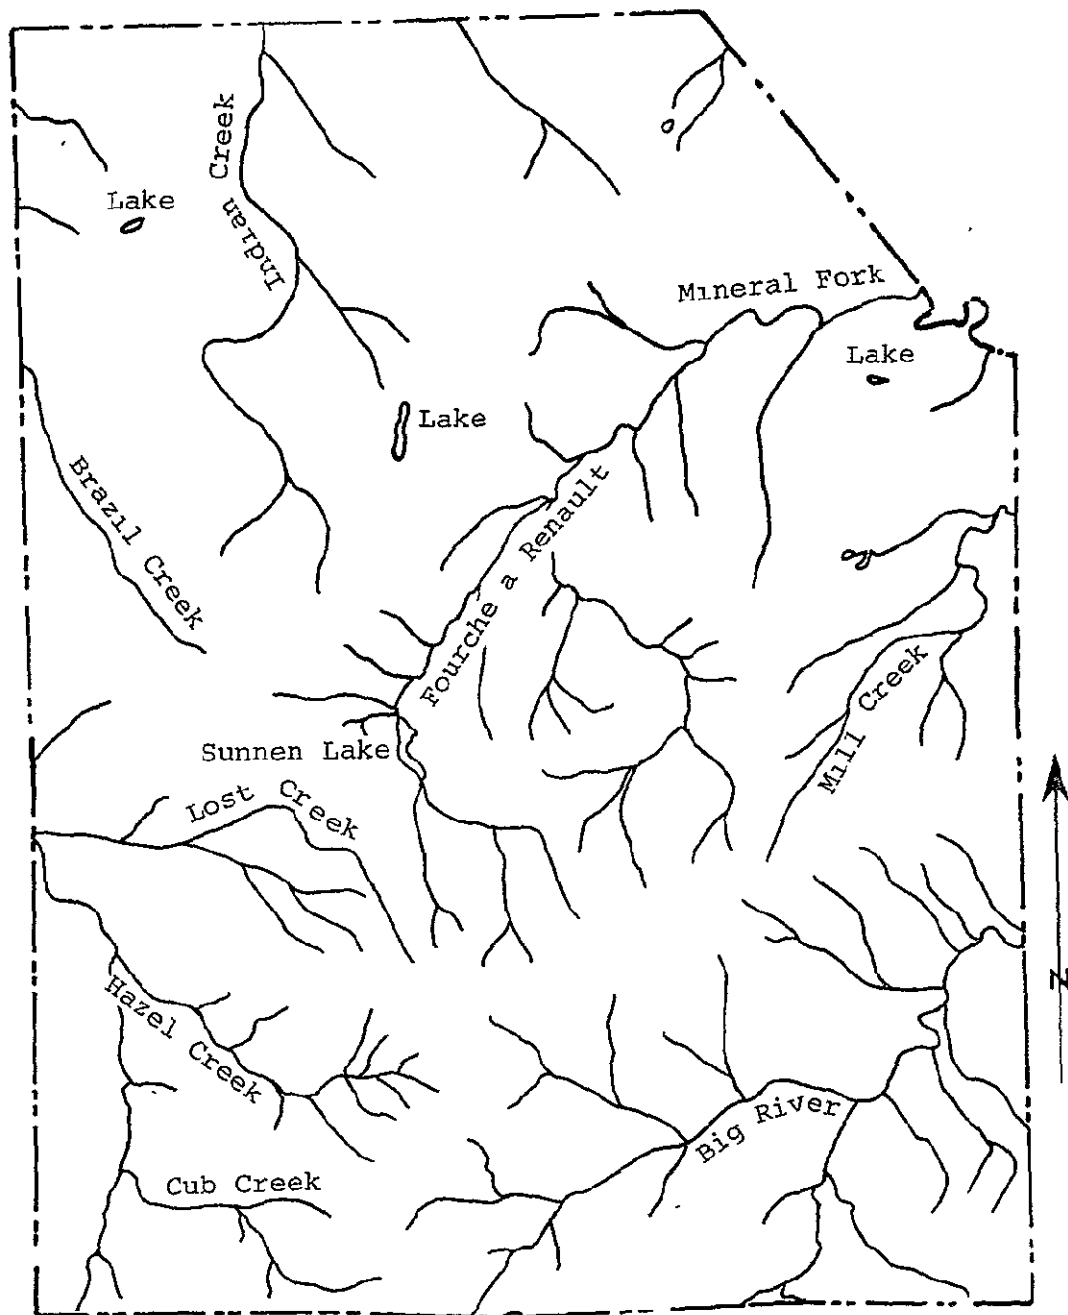 Creek
Indian
Lake
Mineral Fork
Lake
Lake
Brazil Creek
Fourche a Renault
Mill Creek
Sunnen Lake
Lost Creek
Hazel Creek
Big River
Cub Creek
N